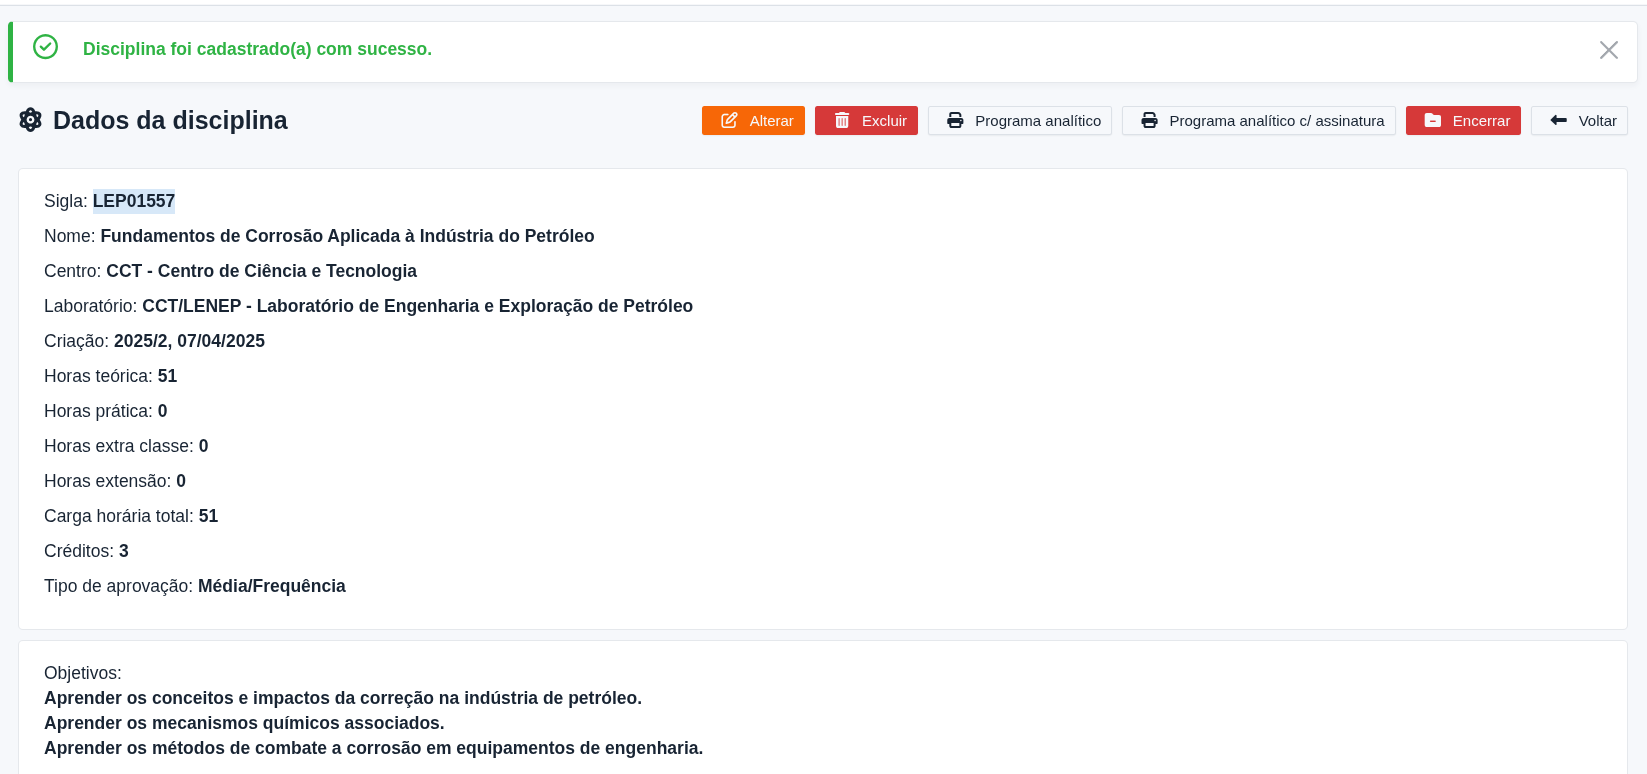 Disciplina foi cadastrado(a) com sucesso.
Dados da disciplina
Alterar
Excluir
Programa analítico
Programa analítico c/ assinatura
Encerrar
Voltar
Sigla: LEP01557
Nome: Fundamentos de Corrosão Aplicada à Indústria do Petróleo
Centro: CCT - Centro de Ciência e Tecnologia
Laboratório: CCT/LENEP - Laboratório de Engenharia e Exploração de Petróleo
Criação: 2025/2, 07/04/2025
Horas teórica: 51
Horas prática: 0
Horas extra classe: 0
Horas extensão: 0
Carga horária total: 51
Créditos: 3
Tipo de aprovação: Média/Frequência
Objetivos:
Aprender os conceitos e impactos da correção na indústria de petróleo.
Aprender os mecanismos químicos associados.
Aprender os métodos de combate a corrosão em equipamentos de engenharia.